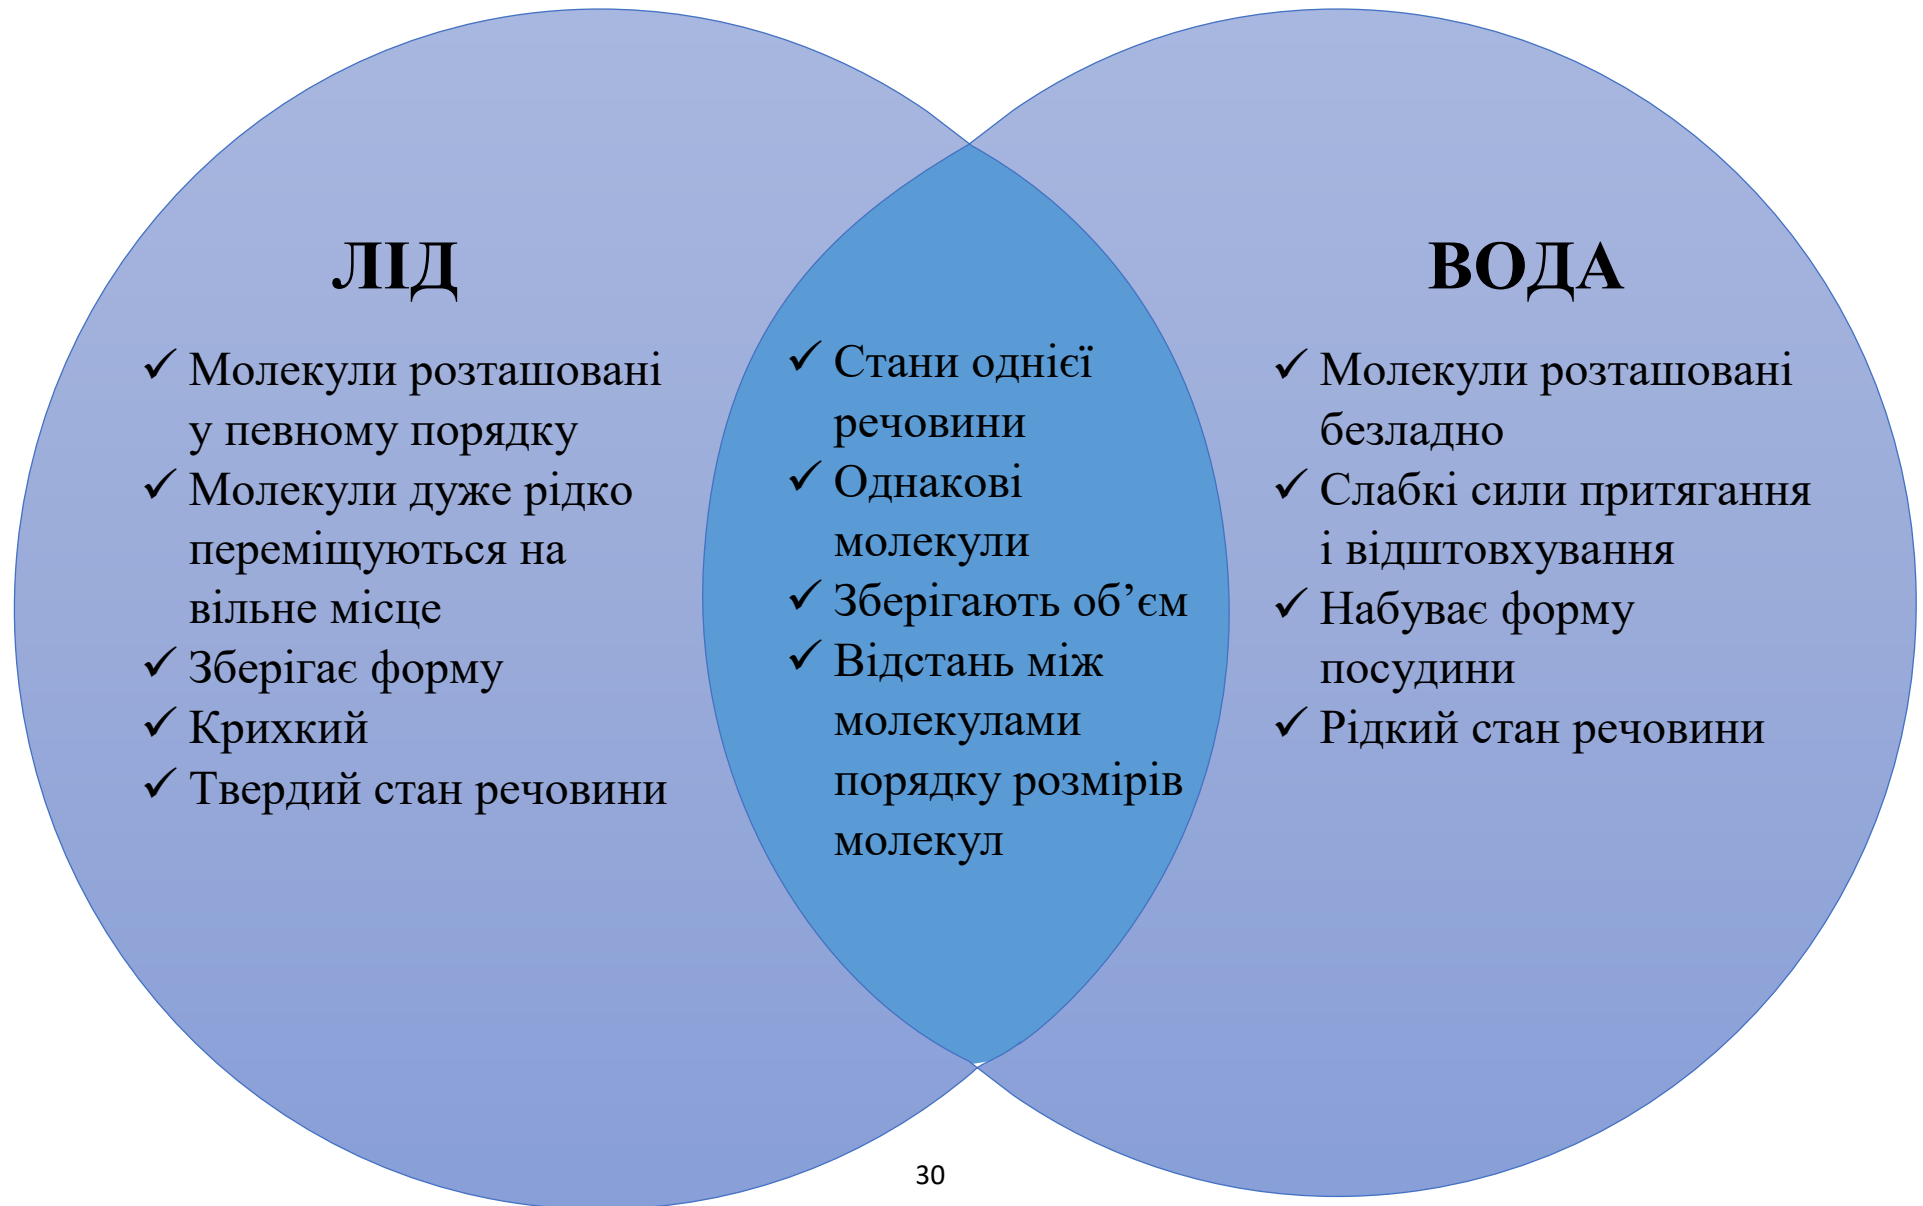 ЛІД
✓ Молекули розташовані
у певному порядку
✓ Молекули дуже рідко
переміщуються на
вільне місце
✓ Зберігає форму
✓ Крихкий
✓ Твердий стан речовини
✓ Стани однієї
речовини
✓ Однакові
молекули
✓ Зберігають об’єм
✓ Відстань між
молекулами
порядку розмірів
молекул
ВОДА
✓ Молекули розташовані
безладно
✓ Слабкі сили притягання
і відштовхування
✓ Набуває форму
посудини
✓ Рідкий стан речовини
30